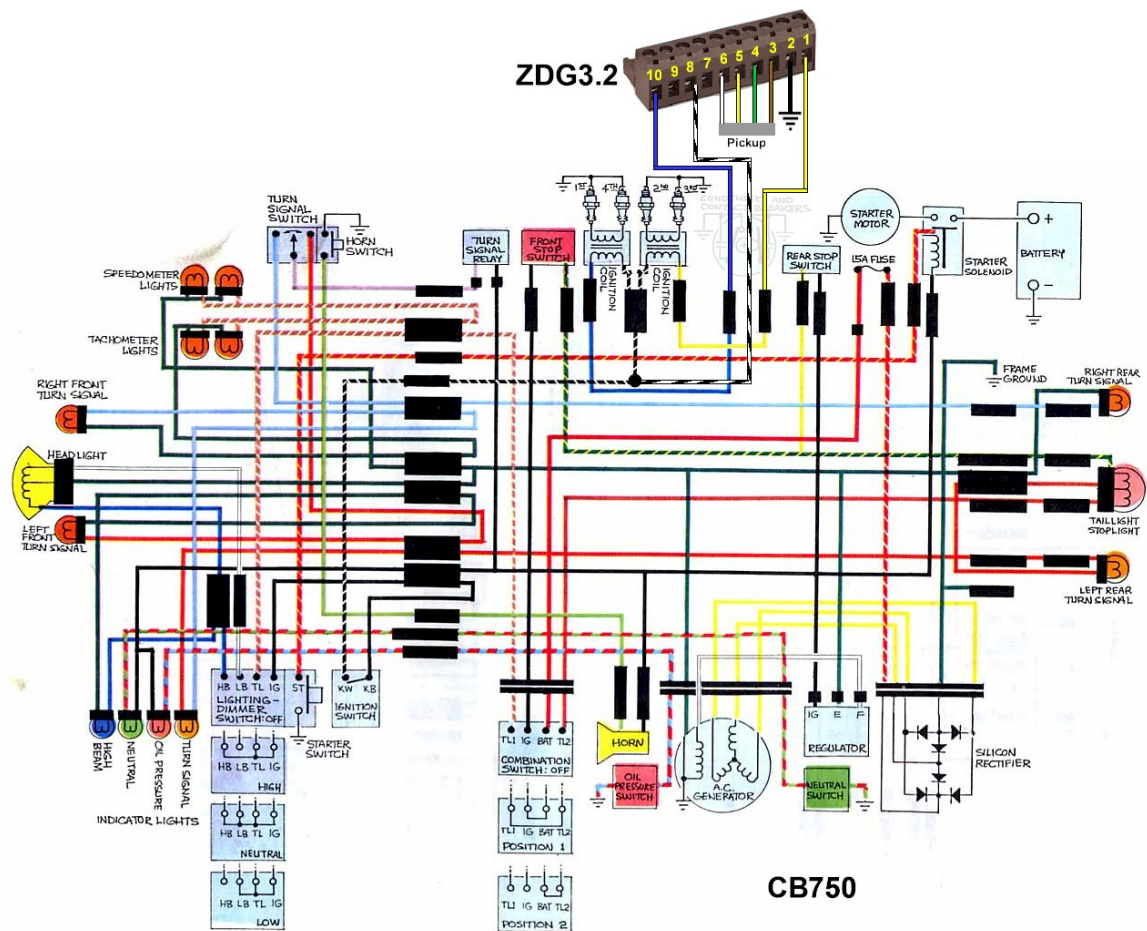 ZDG3.2
10 9 8 7 6 5 4 3 2 1
Pickup
1ST 4TH 2ND 3RD
CONDENSERS AND
CONTACT BREAKERS
TURN
SIGNAL
SWITCH
HORN
SWITCH
TURN
SIGNAL
RELAY
FRONT
STOP
SWITCH
IGNITION
COIL
IGNITION
COIL
REAR STOP
SWITCH
STARTER
MOTOR
15A FUSE
STARTER
SOLENOID
+
BATTERY
-
SPEEDOMETER
LIGHTS
TACHOMETER
LIGHTS
RIGHT FRONT
TURN SIGNAL
HEADLIGHT
LEFT
FRONT
TURN SIGNAL
FRAME
GROUND
RIGHT REAR
TURN SIGNAL
TAILLIGHT
STOPLIGHT
LEFT REAR
TURN SIGNAL
HIGH
BEAM
NEUTRAL
OIL PRESSURE
TURN SIGNAL
INDICATOR LIGHTS
HB LB TL IG ST
LIGHTING-
DIMMER
SWITCH: OFF
STARTER
SWITCH
HB LB TL IG
HIGH
HB LB TL IG
NEUTRAL
HB LB TL IG
LOW
KW KB
IGNITION
SWITCH
TL1 IG BAT TL2
COMBINATION
SWITCH: OFF
TL1 IG BAT TL2
POSITION 1
TL1 IG BAT TL2
POSITION 2
HORN
OIL
PRESSURE
SWITCH
A.C.
GENERATOR
NEUTRAL
SWITCH
IG E F
REGULATOR
SILICON
RECTIFIER
CB750